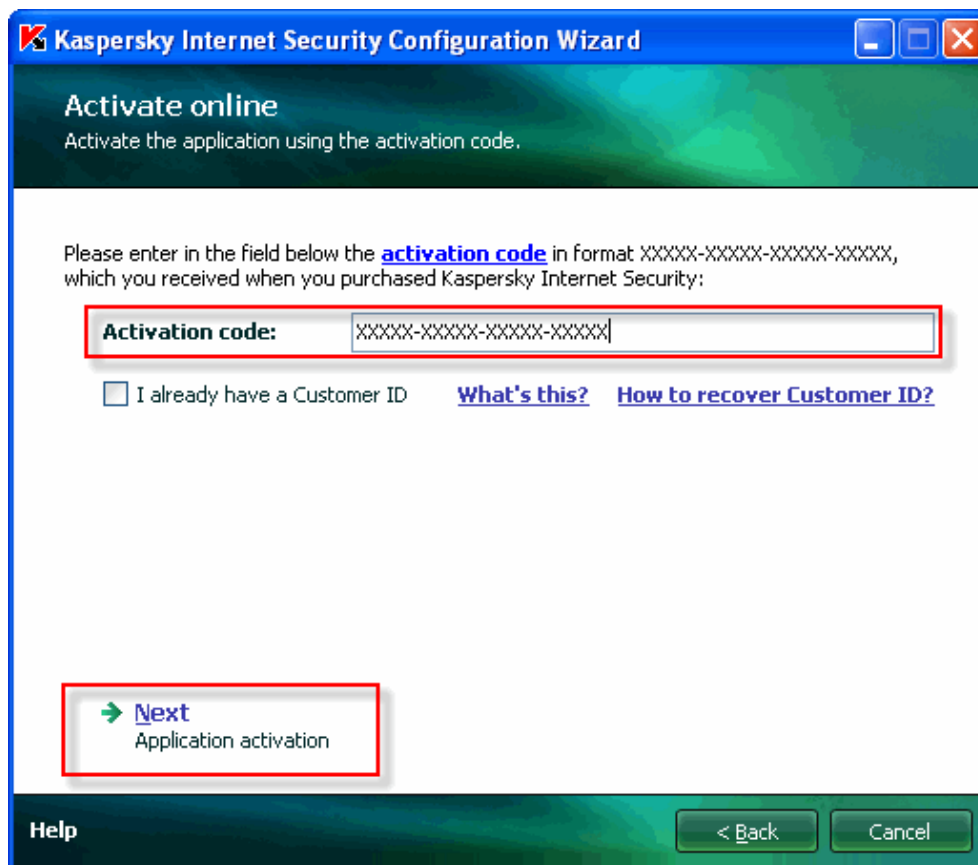 Kaspersky Internet Security Configuration Wizard
Activate online
Activate the application using the activation code.
Please enter in the field below the activation code in format XXXXX-XXXXX-XXXXX-XXXXX,
which you received when you purchased Kaspersky Internet Security:
Activation code: XXXXX-XXXXX-XXXXX-XXXXX
I already have a Customer ID What's this? How to recover Customer ID?
Next
Application activation
Help < Back Cancel